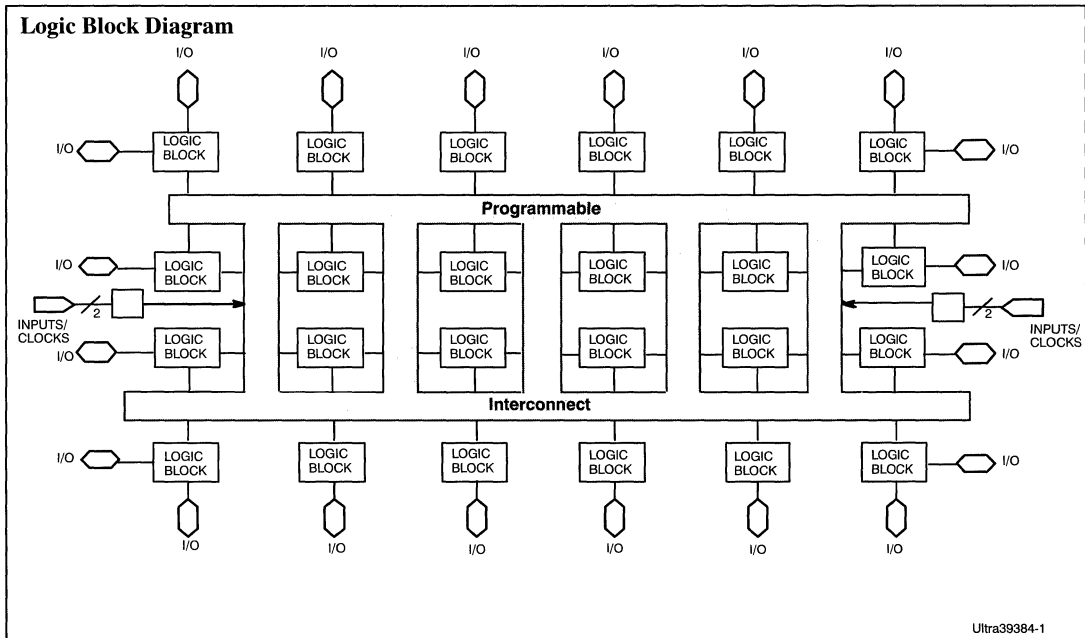 Logic Block Diagram
I/O I/O I/O I/O I/O I/O
I/O LOGIC BLOCK LOGIC BLOCK LOGIC BLOCK LOGIC BLOCK LOGIC BLOCK LOGIC BLOCK I/O
Programmable
I/O LOGIC BLOCK LOGIC BLOCK LOGIC BLOCK LOGIC BLOCK LOGIC BLOCK LOGIC BLOCK I/O
2 2
INPUTS/
CLOCKS
INPUTS/
CLOCKS
I/O LOGIC BLOCK LOGIC BLOCK LOGIC BLOCK LOGIC BLOCK LOGIC BLOCK LOGIC BLOCK I/O
Interconnect
I/O LOGIC BLOCK LOGIC BLOCK LOGIC BLOCK LOGIC BLOCK LOGIC BLOCK LOGIC BLOCK I/O
I/O I/O I/O I/O I/O I/O
Ultra39384-1